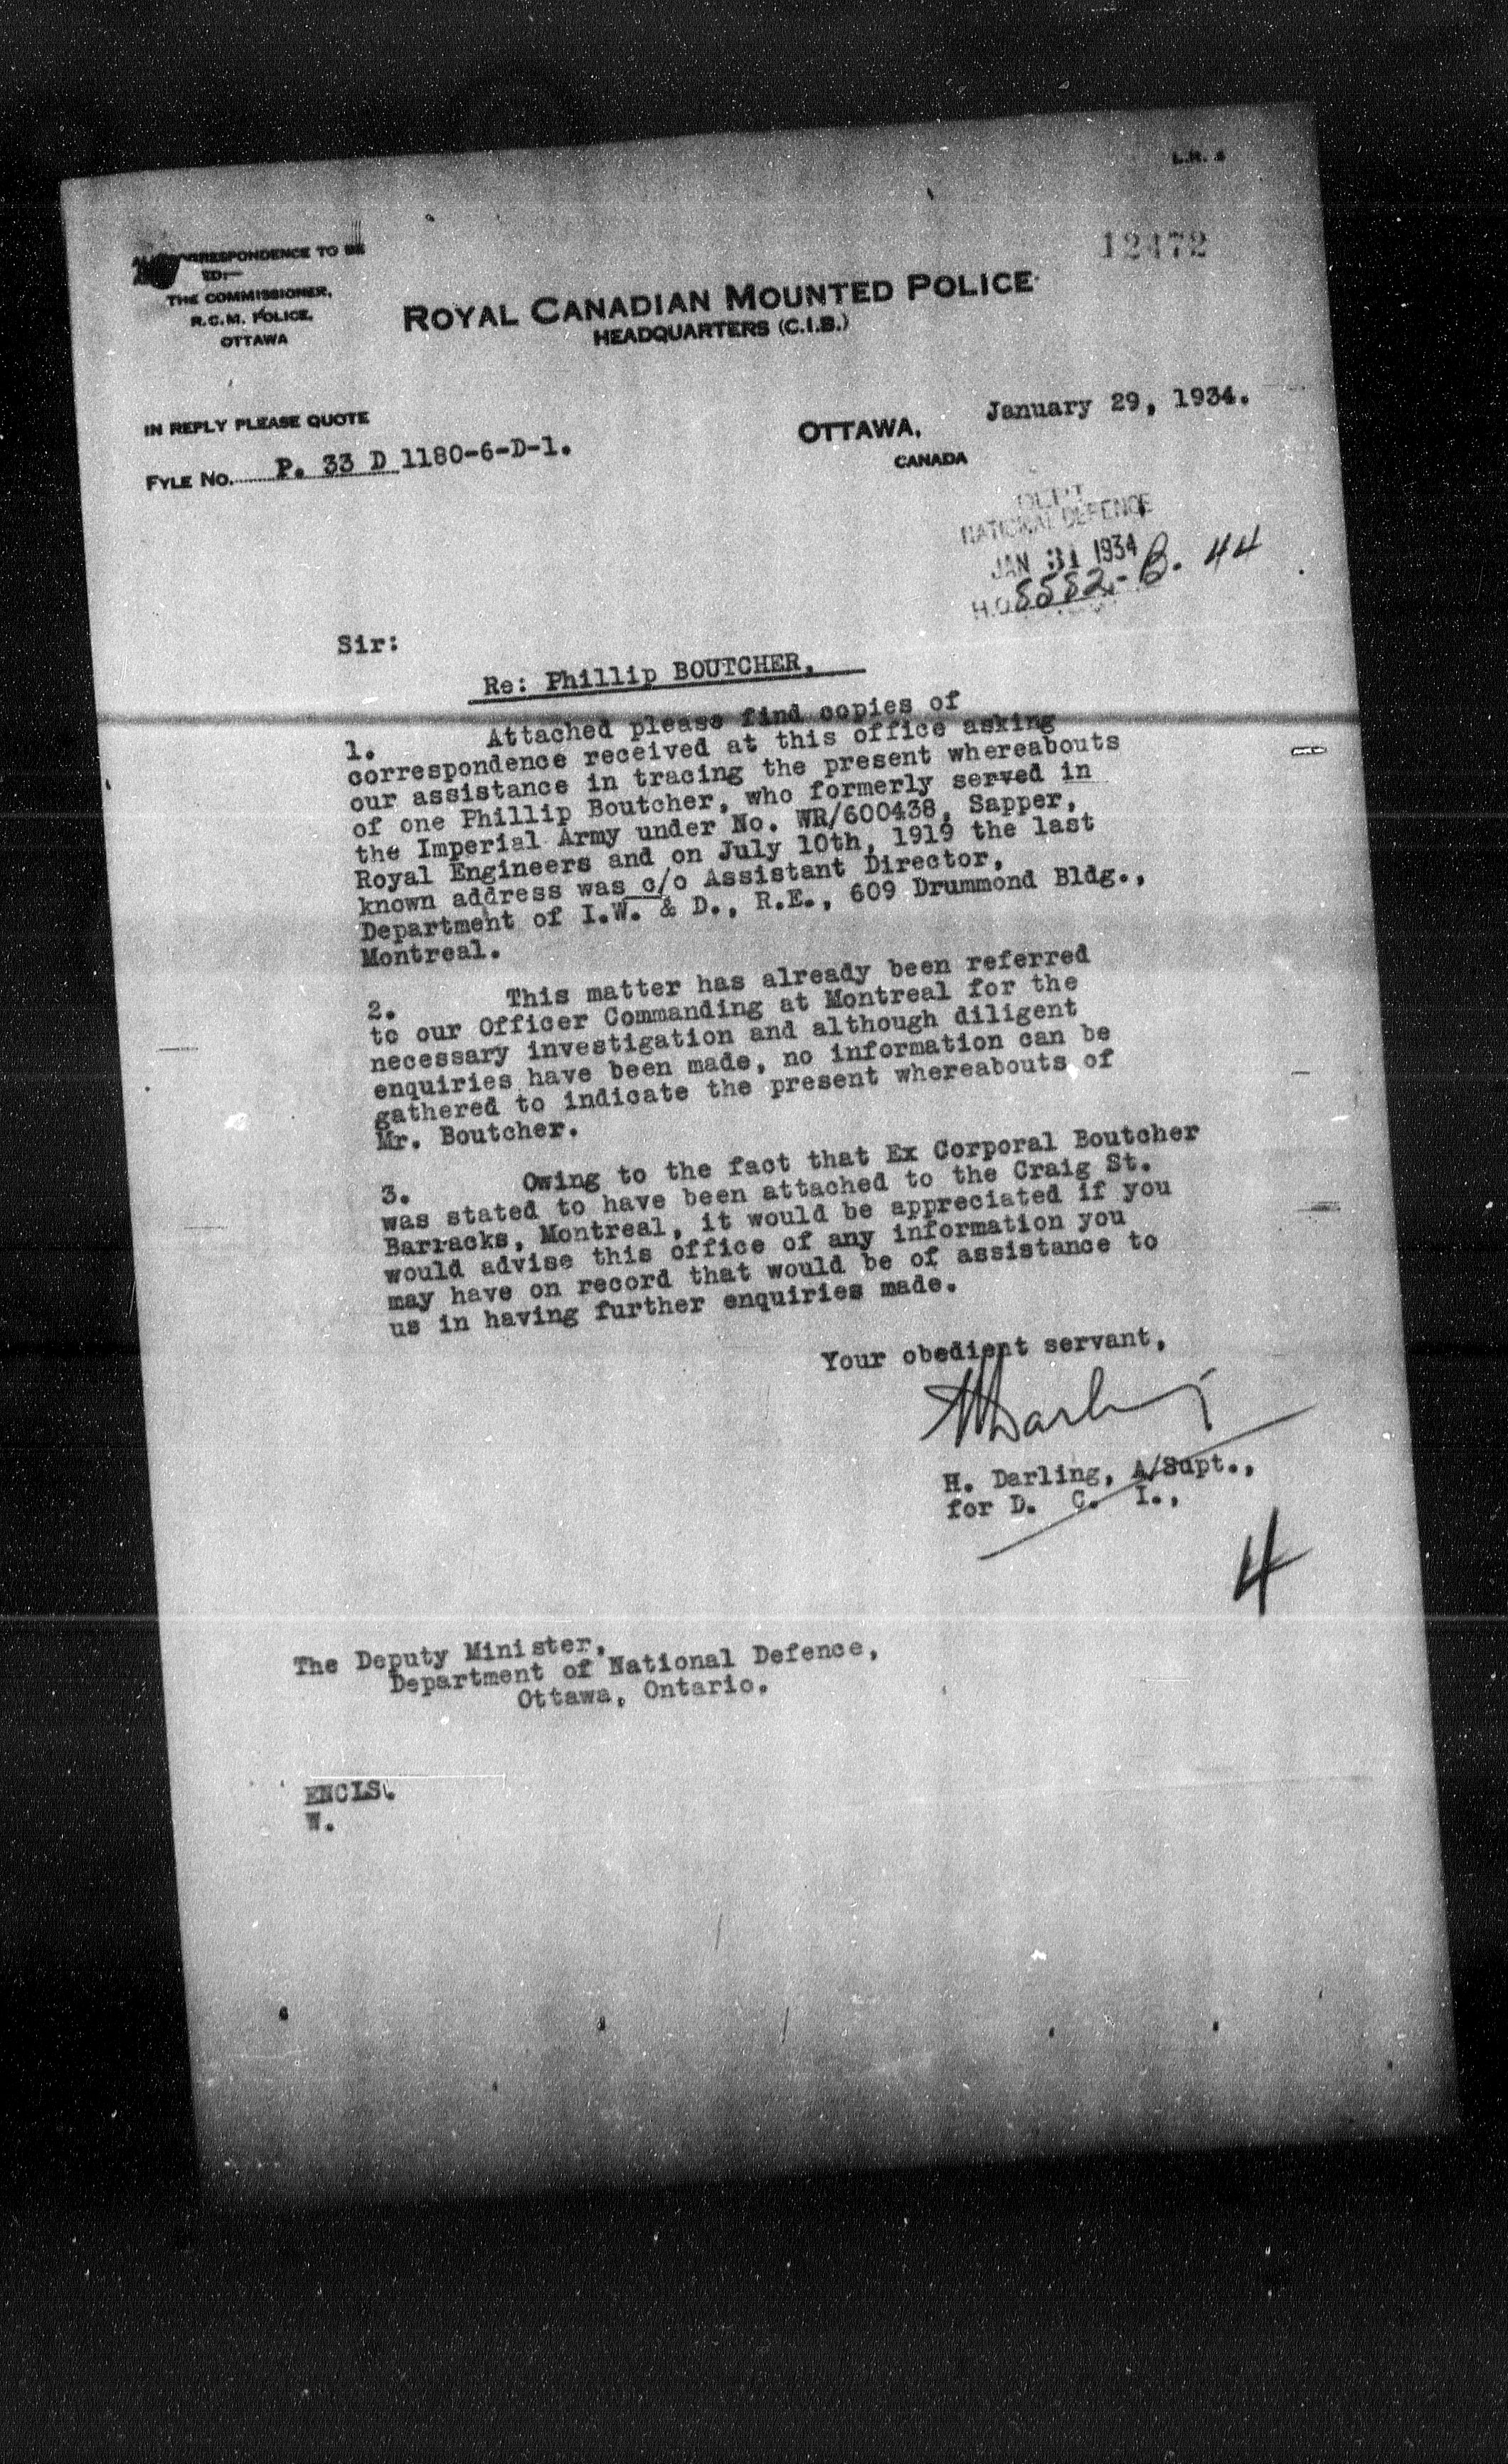 12472
CORRESPONDENCE TO BE
TO:—
THE COMMISSIONER,
R.C.M. POLICE,
OTTAWA
ROYAL CANADIAN MOUNTED POLICE
HEADQUARTERS (C.I.B.)
IN REPLY PLEASE QUOTE
FYLE NO. P. 33 D 1180-6-D-1.
OTTAWA, January 29, 1934.
CANADA
DEPT
NATIONAL DEFENCE
JAN 31 1934
H.Q 8582-B. 44
Sir:
Re: Phillip BOUTCHER.
1. Attached please find copies of
correspondence received at this office asking
our assistance in tracing the present whereabouts
of one Phillip Boutcher, who formerly served in
the Imperial Army under No. WR/600438, Sapper,
Royal Engineers and on July 10th, 1919 the last
known address was c/o Assistant Director,
Department of I.W. & D., R.E., 609 Drummond Bldg.,
Montreal.
2. This matter has already been referred
to our Officer Commanding at Montreal for the
necessary investigation and although diligent
enquiries have been made, no information can be
gathered to indicate the present whereabouts of
Mr. Boutcher.
3. Owing to the fact that Ex Corporal Boutcher
was stated to have been attached to the Craig St.
Barracks, Montreal, it would be appreciated if you
would advise this office of any information you
may have on record that would be of assistance to
us in having further enquiries made.
Your obedient servant,
HDarling
H. Darling, A/Supt.,
for D. C. I.,
4
The Deputy Minister,
Department of National Defence,
Ottawa, Ontario.
ENCLS.
W.